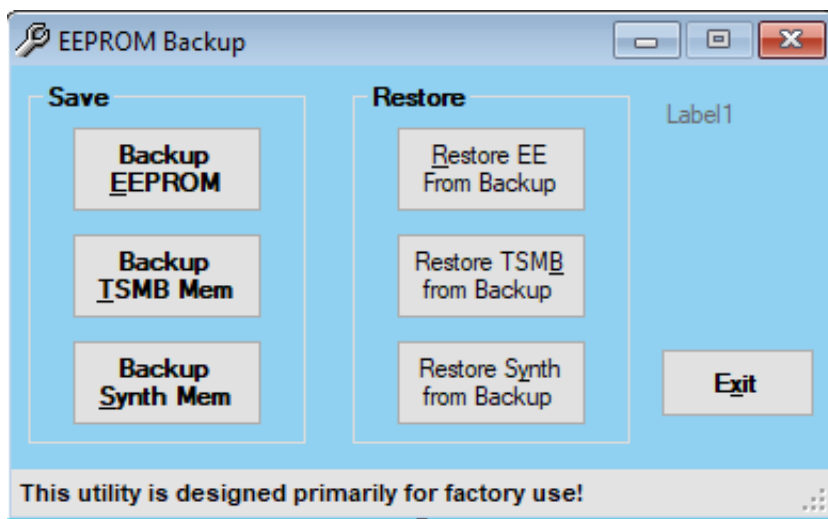 EEPROM Backup
Save
Backup
EEPROM
Backup
TSMB Mem
Backup
Synth Mem
Restore
Restore EE
From Backup
Restore TSMB
from Backup
Restore Synth
from Backup
Label1
Exit
This utility is designed primarily for factory use!